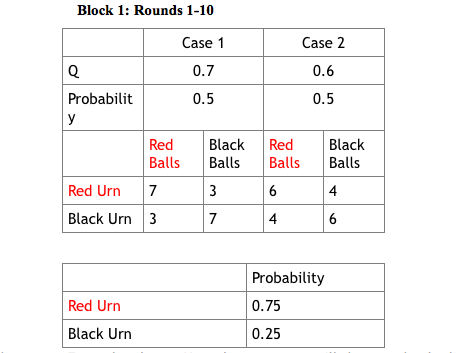 Block 1: Rounds 1-10
Case 1 Case 2
Q 0.7 0.6
Probabilit 0.5 0.5
y
Red Black Red Black
Balls Balls Balls Balls
Red Urn 7 3 6 4
Black Urn 3 7 4 6
Probability
Red Urn 0.75
Black Urn 0.25